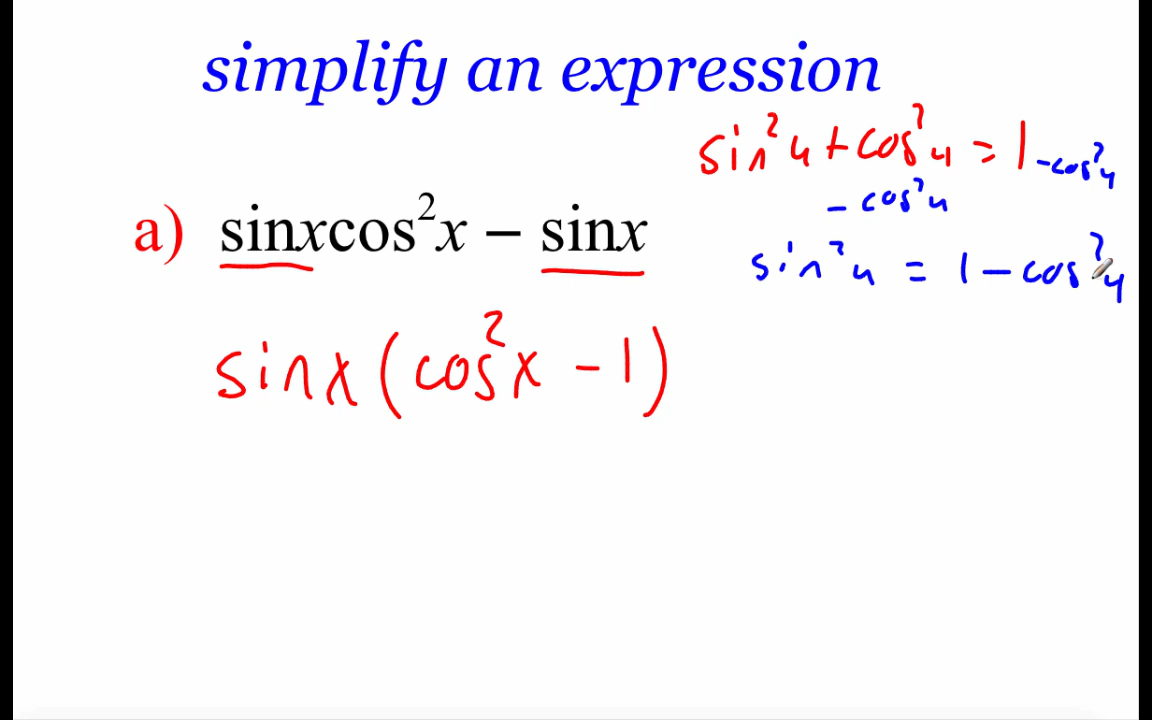 simplify an expression
sin²u + cos²u = 1 - cos²u
- cos²u
a) sinxcos²x – sinx
sin²u = 1 - cos²u
sinx (cos²x - 1)